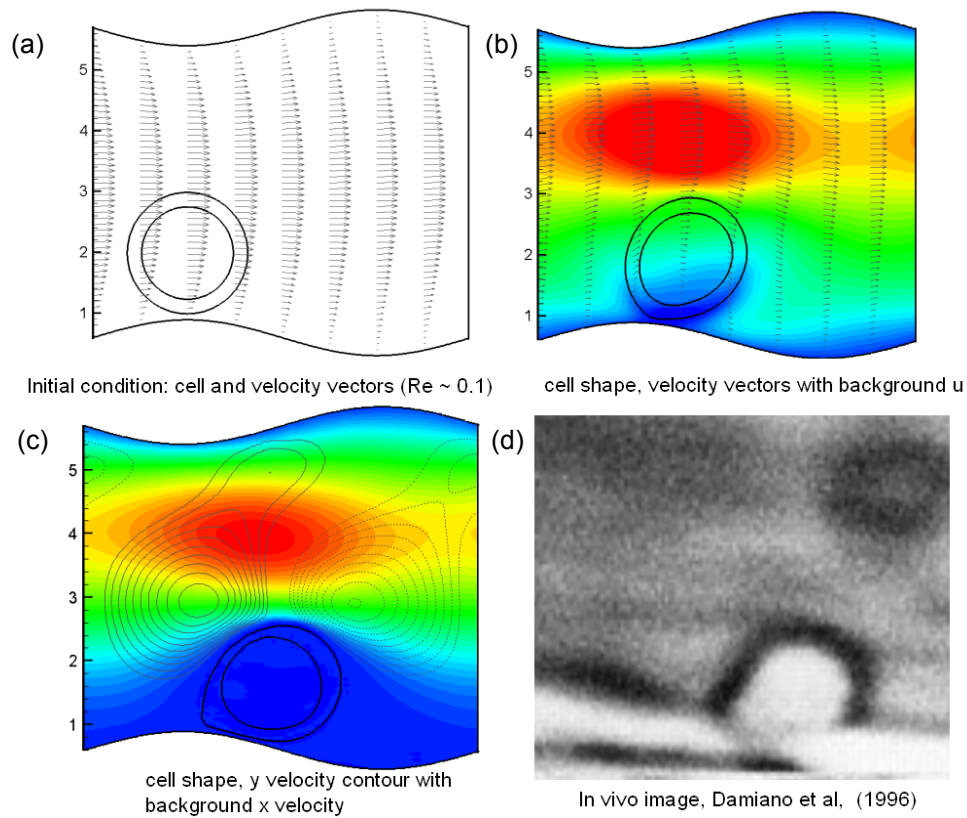 (a)
5
4
3
2
1
Initial condition: cell and velocity vectors (Re ~ 0.1)
(b)
5
4
3
2
1
cell shape, velocity vectors with background u
(c)
5
4
3
2
1
cell shape, y velocity contour with
background x velocity
(d)
In vivo image, Damiano et al, (1996)